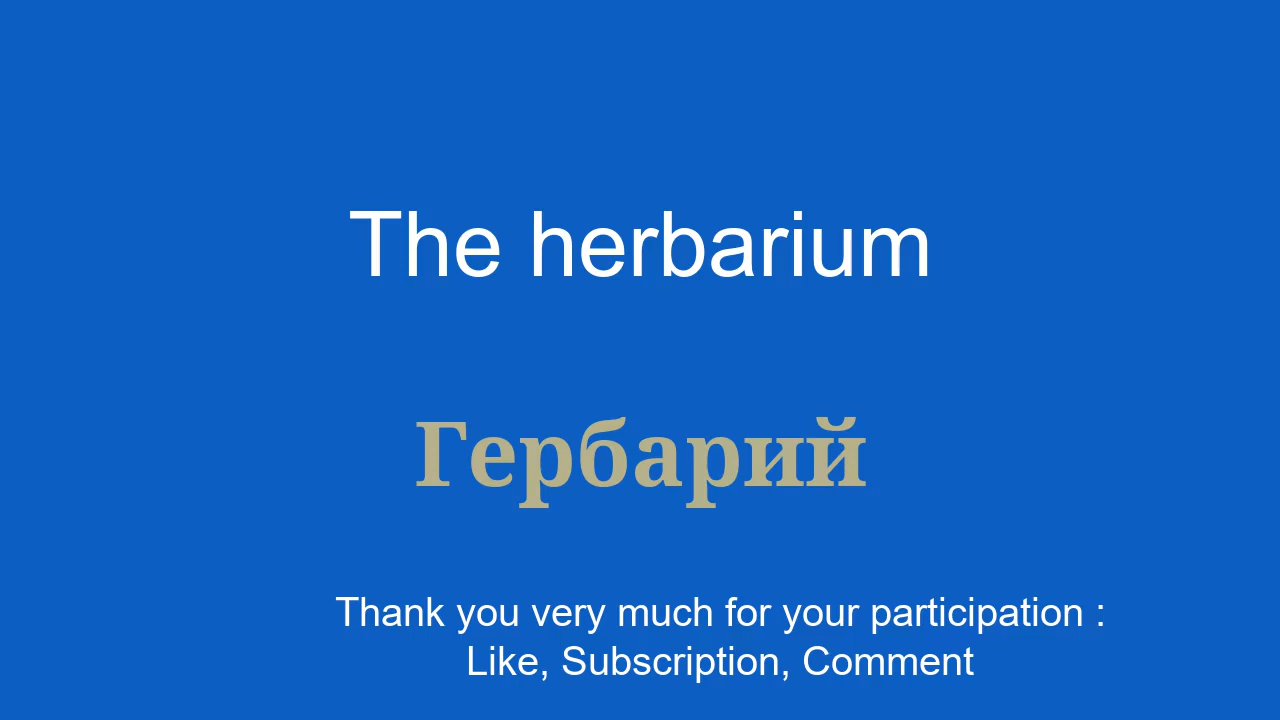 The herbarium
Гербарий
Thank you very much for your participation :
Like, Subscription, Comment